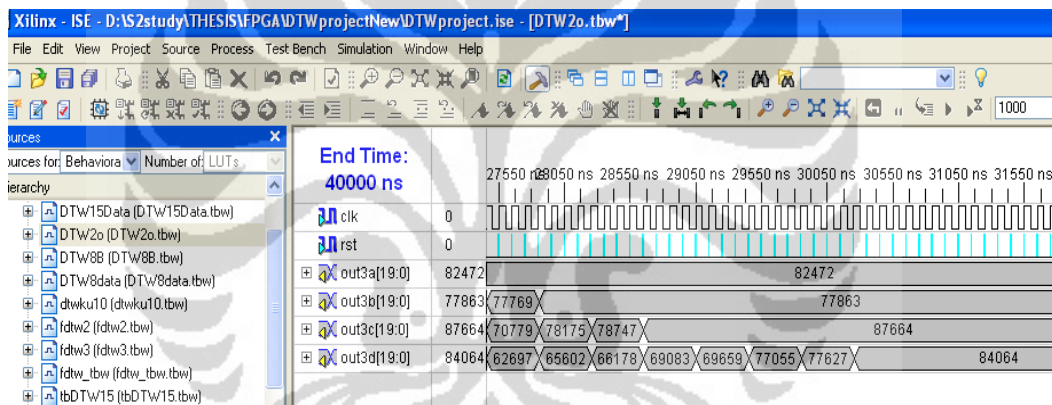 Xilinx - ISE - D:\S2study\THESIS\FPGA\DTWprojectNew\DTWproject.ise - [DTW2o.tbw*]
File Edit View Project Source Process Test Bench Simulation Window Help
1000
ources
ources for: Behaviora Number of: LUTs
ierarchy
DTW15Data (DTW15Data.tbw)
DTW2o (DTW2o.tbw)
DTW8B (DTW8B.tbw)
DTW8data (DTW8data.tbw)
dtwku10 (dtwku10.tbw)
fdtw2 (fdtw2.tbw)
fdtw3 (fdtw3.tbw)
fdtw_tbw (fdtw_tbw.tbw)
tbDTW15 (tbDTW15.tbw)
End Time:
40000 ns
27550 ns 28050 ns 28550 ns 29050 ns 29550 ns 30050 ns 30550 ns 31050 ns 31550 ns
clk 0
rst 0
out3a[19:0] 82472 82472
out3b[19:0] 77863 77769 77863
out3c[19:0] 87664 70779 78175 78747 87664
out3d[19:0] 84064 62697 65602 66178 69083 69659 77055 77627 84064